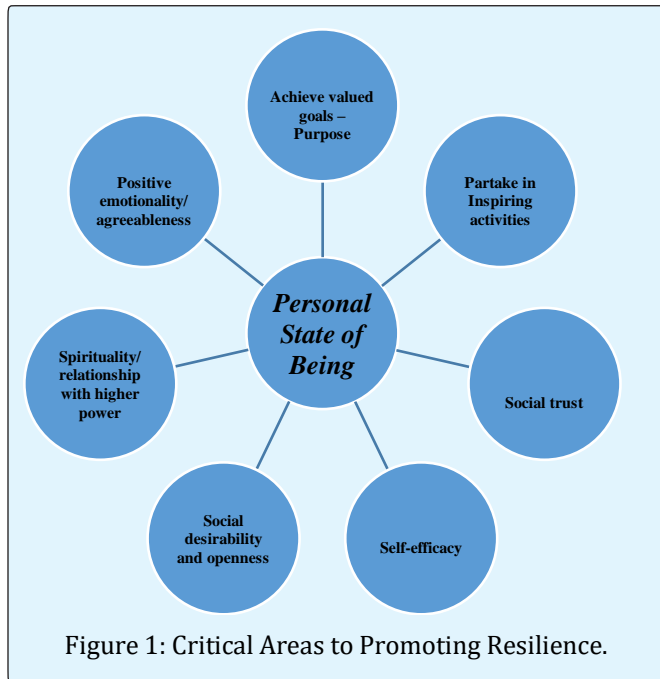 Achieve valued
goals –
Purpose
Partake in
Inspiring
activities
Social trust
Self-efficacy
Social
desirability
and openness
Spirituality/
relationship
with higher
power
Positive
emotionality/
agreeableness
Personal
State of
Being
Figure 1: Critical Areas to Promoting Resilience.